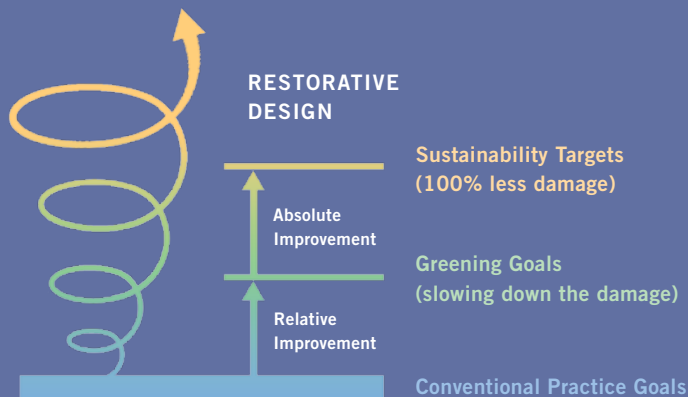 RESTORATIVE
DESIGN
Sustainability Targets
(100% less damage)
Absolute
Improvement
Greening Goals
(slowing down the damage)
Relative
Improvement
Conventional Practice Goals